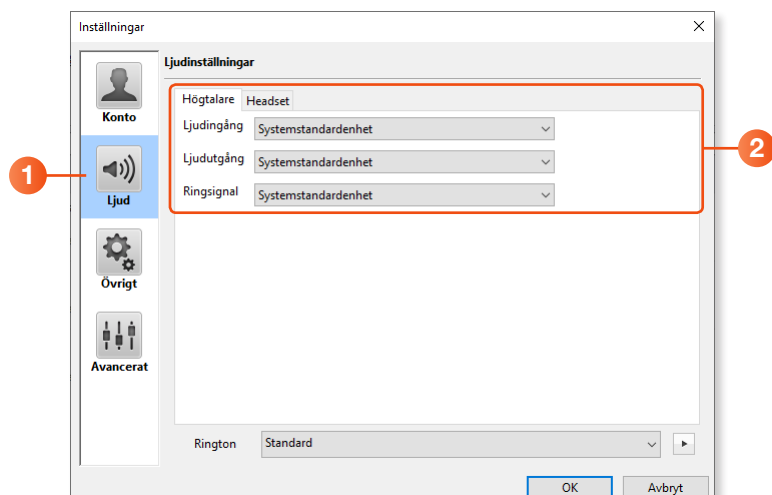 Inställningar
Ljudinställningar
Konto
Ljud
Övrigt
Avancerat
1
Högtalare Headset
Ljudingång Systemstandardenhet
Ljudutgång Systemstandardenhet
Ringsignal Systemstandardenhet
2
Rington Standard
OK Avbryt